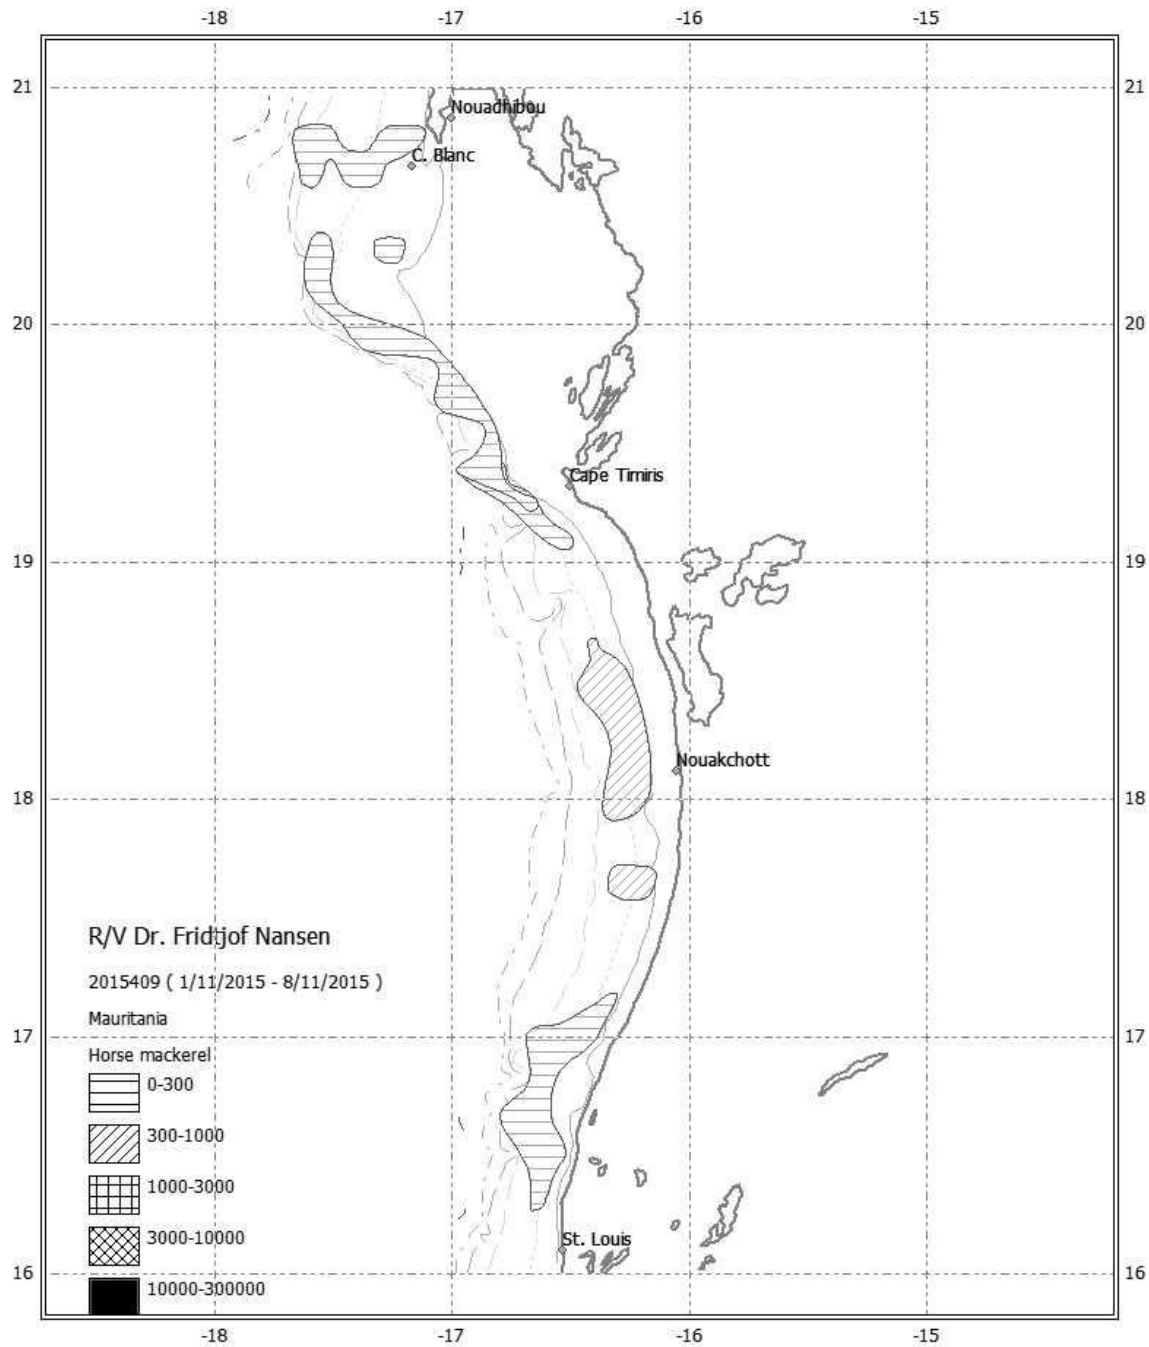 -18 -17 -16 -15
21 21
Nouadhibou
C. Blanc
20 20
Cape Timiris
19 19
Nouakchott
18 18
R/V Dr. Fridtjof Nansen
2015409 ( 1/11/2015 - 8/11/2015 )
Mauritania
17 17
Horse mackerel
0-300
300-1000
1000-3000
St. Louis
3000-10000
16 16
10000-300000
-18 -17 -16 -15